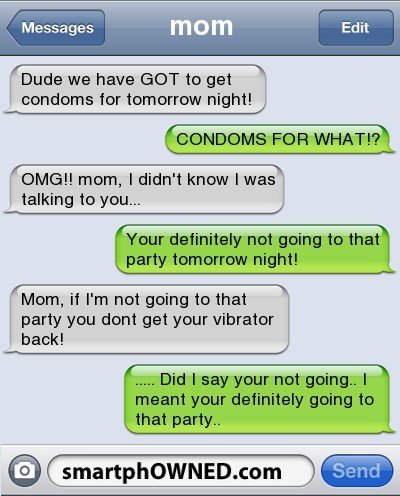 Messages
mom
Edit
Dude we have GOT to get
condoms for tomorrow night!
CONDOMS FOR WHAT!?
OMG!! mom, I didn't know I was
talking to you...
Your definitely not going to that
party tomorrow night!
Mom, if I'm not going to that
party you dont get your vibrator
back!
..... Did I say your not going.. I
meant your definitely going to
that party..
smartphOWNED.com
Send